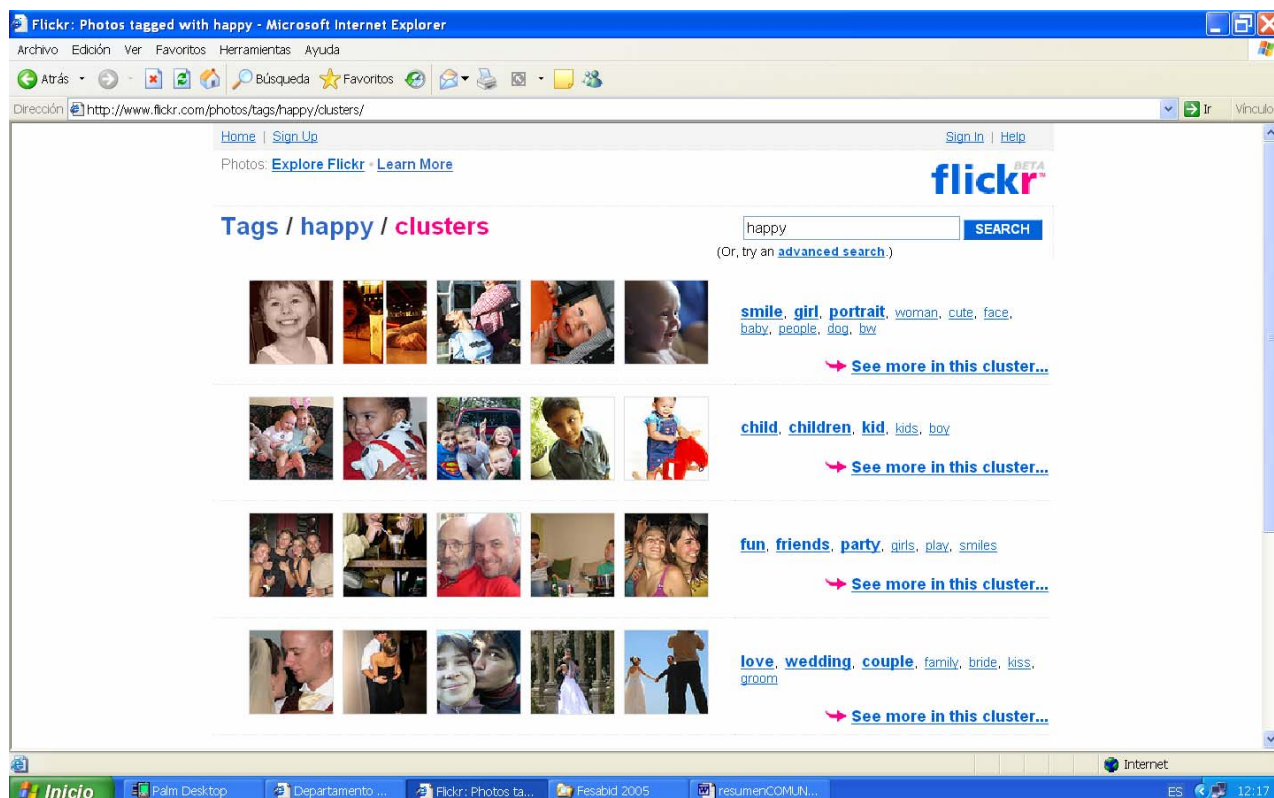 Flickr: Photos tagged with happy - Microsoft Internet Explorer
Archivo Edición Ver Favoritos Herramientas Ayuda
Atrás Búsqueda Favoritos
Dirección http://www.flickr.com/photos/tags/happy/clusters/ Ir Vínculo
Home | Sign Up Sign In | Help
Photos: Explore Flickr • Learn More
BETA
flickr™
Tags / happy / clusters
happy SEARCH
(Or, try an advanced search.)
smile, girl, portrait, woman, cute, face,
baby, people, dog, bw
See more in this cluster...
child, children, kid, kids, boy
See more in this cluster...
fun, friends, party, girls, play, smiles
See more in this cluster...
love, wedding, couple, family, bride, kiss,
groom
See more in this cluster...
Internet
Inicio Palm Desktop Departamento ... Flickr: Photos ta... Fesabid 2005 resumenCOMUN... ES 12:17